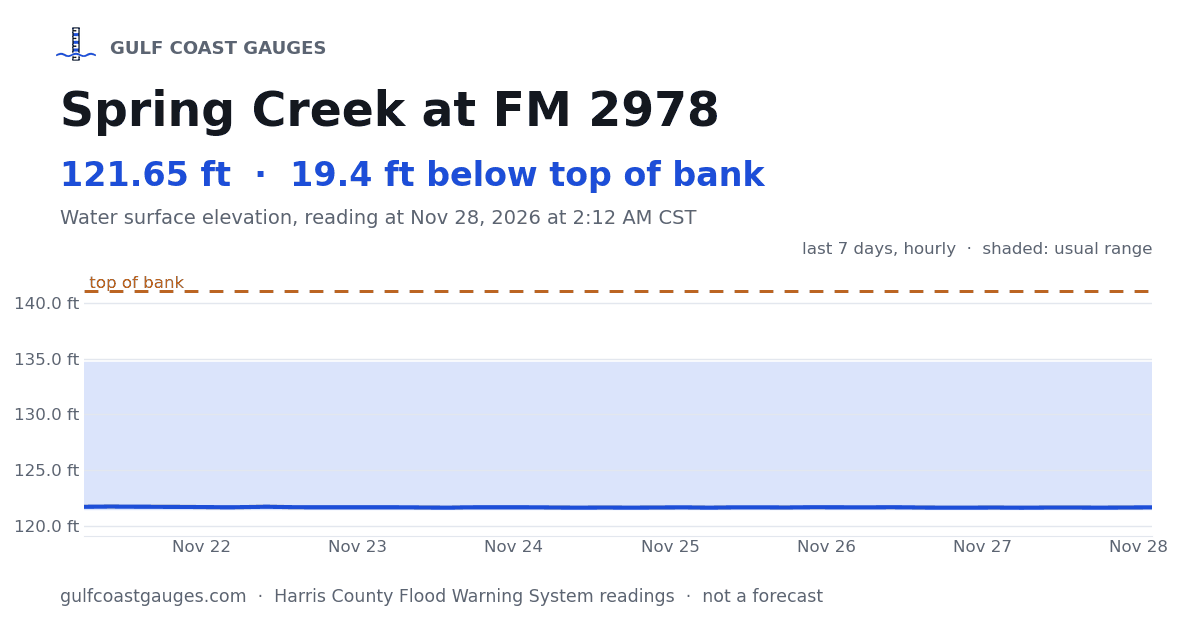 GULF COAST GAUGES
Spring Creek at FM 2978
121.65 ft · 19.4 ft below top of bank
Water surface elevation, reading at Nov 28, 2026 at 2:12 AM CST
last 7 days, hourly · shaded: usual range
top of bank
140.0 ft
135.0 ft
130.0 ft
125.0 ft
120.0 ft
Nov 22 Nov 23 Nov 24 Nov 25 Nov 26 Nov 27 Nov 28
gulfcoastgauges.com · Harris County Flood Warning System readings · not a forecast